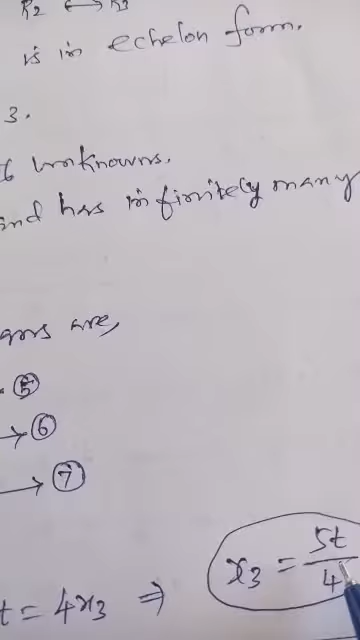 R2 ↔ R3
is in echelon form.
3.
of unknowns.
and has infinitely many
are,
⑤
→ ⑥
→ ⑦
t = 4x3 ⇒ x3 = 5t/4